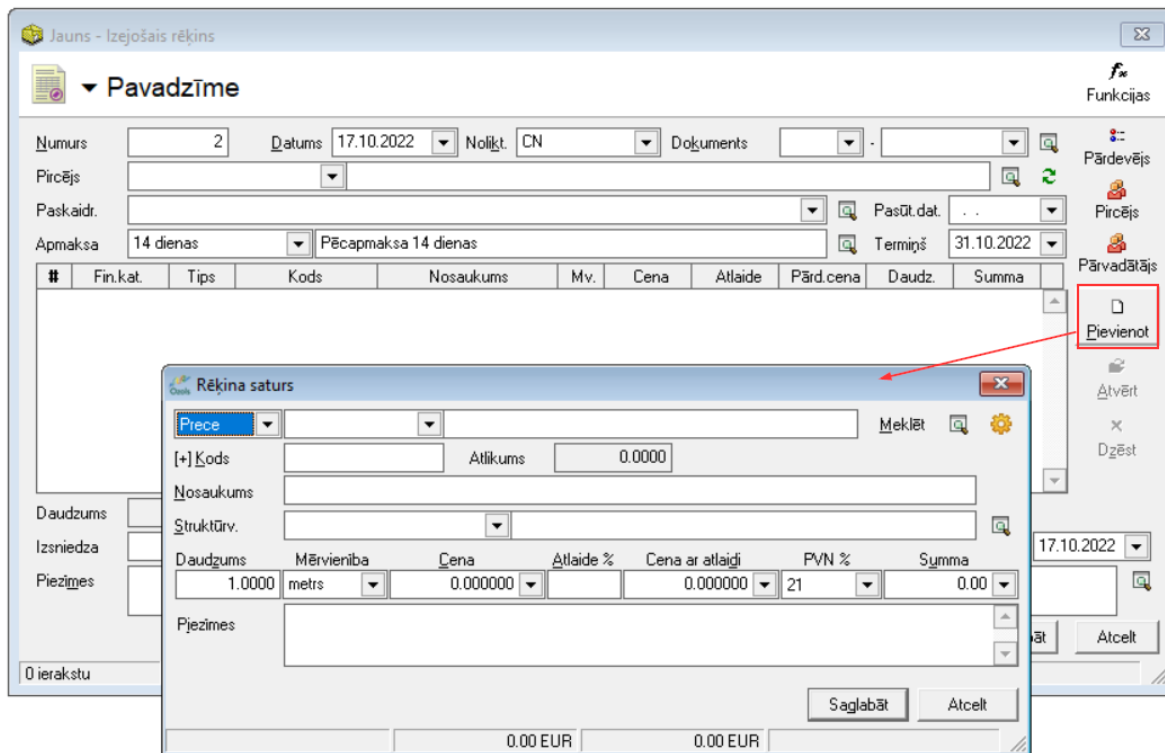 Jauns - Izejošais rēķins
Pavadzīme
Funkcijas
Numurs 2 Datums 17.10.2022 Nolikt. CN Dokuments -
Pārdevējs
Pircējs
Pircējs
Paskaidr. Pasūt.dat. . .
Apmaksa 14 dienas Pēcapmaksa 14 dienas Termiņš 31.10.2022
Pārvadātājs
# Fin.kat. Tips Kods Nosaukums Mv. Cena Atlaide Pārd.cena Daudz. Summa
Pievienot
Atvērt
Dzēst
Rēķina saturs
Prece Meklēt
[+] Kods Atlikums 0.0000
Nosaukums
Struktūrv.
Daudzums Mērvienība Cena Atlaide % Cena ar atlaidi PVN % Summa
1.0000 metrs 0.000000 0.000000 21 0.00
Piezīmes
Saglabāt Atcelt
0.00 EUR 0.00 EUR
Daudzums
Izsniedza 17.10.2022
Piezīmes
Atcelt
0 ierakstu